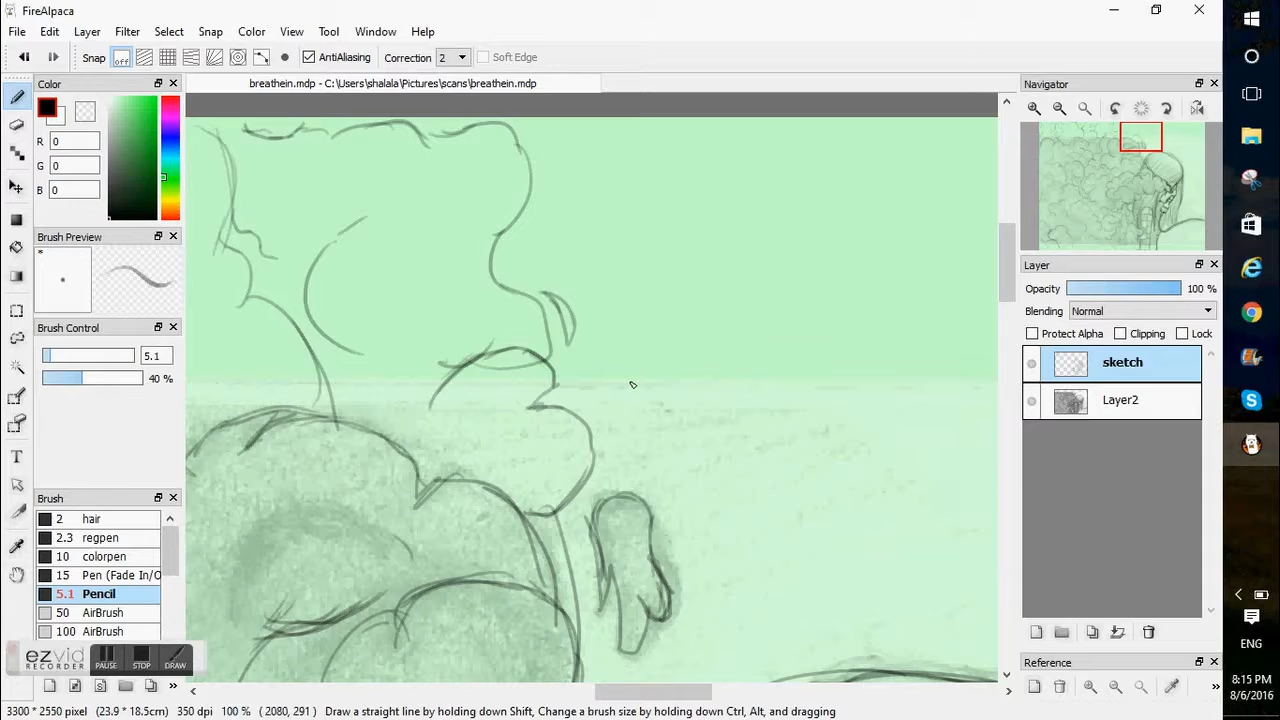 FireAlpaca
File Edit Layer Filter Select Snap Color View Tool Window Help
Snap off AntiAliasing Correction 2 Soft Edge
Color
breathein.mdp - C:\Users\shalala\Pictures\scans\breathein.mdp
Navigator
R 0
G 0
B 0
Brush Preview
*
Layer
Opacity 100 %
Blending Normal
Protect Alpha Clipping Lock
sketch
Layer2
Brush Control
5.1
40 %
Brush
2 hair
2.3 regpen
10 colorpen
15 Pen (Fade In/O
5.1 Pencil
50 AirBrush
100 AirBrush
ezvid
RECORDER
PAUSE STOP DRAW
Reference
ENG
8:15 PM
8/6/2016
3300 * 2550 pixel (23.9 * 18.5cm) 350 dpi 100 % ( 2080, 291 ) Draw a straight line by holding down Shft, Change a brush size by holding down Ctrl, Alt, and dragging